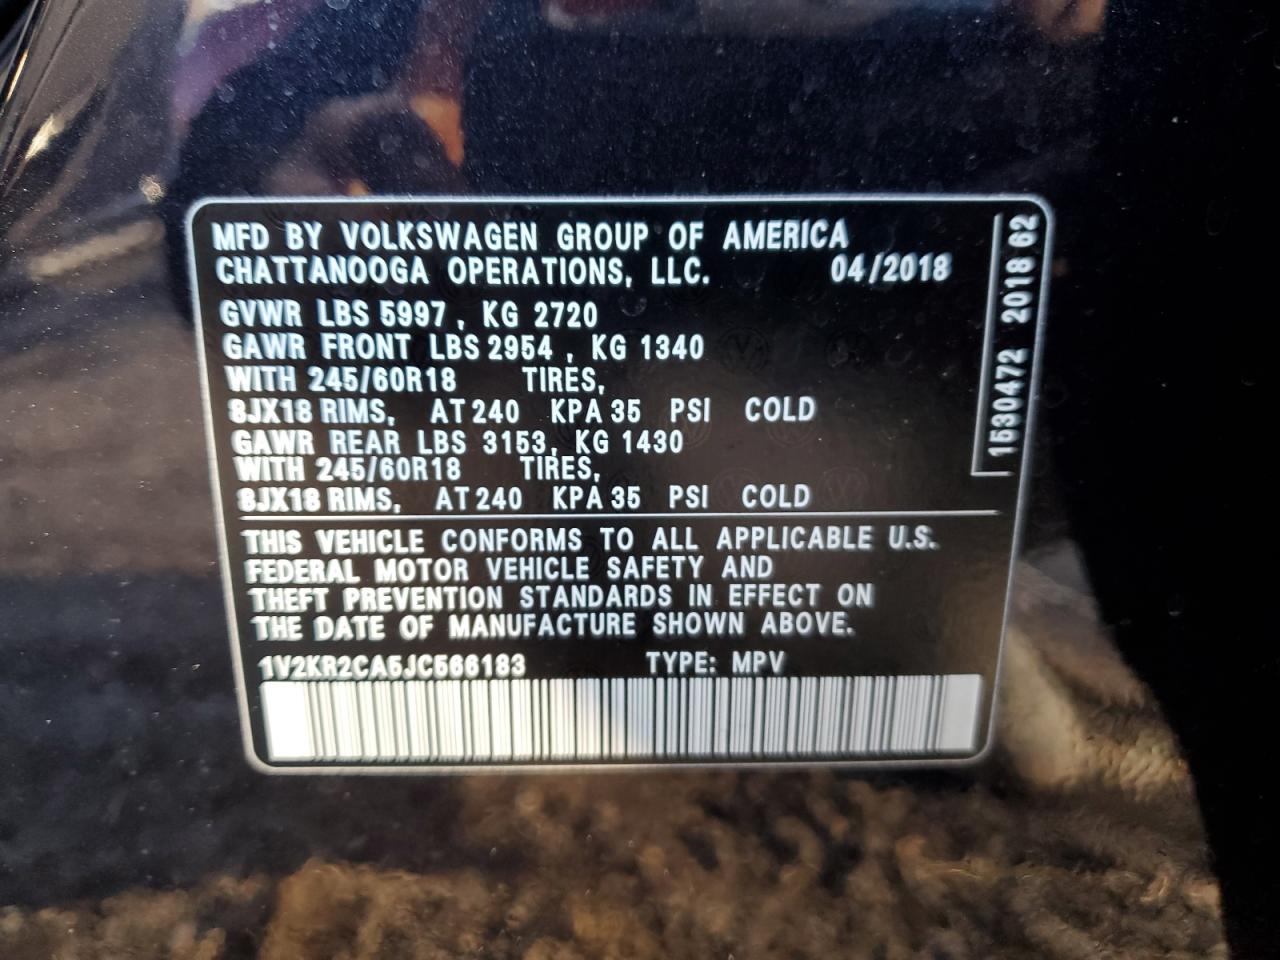 MFD BY VOLKSWAGEN GROUP OF AMERICA
CHATTANOOGA OPERATIONS, LLC. 04/2018
GVWR LBS 5997 , KG 2720
GAWR FRONT LBS 2954 , KG 1340
WITH 245/60R18 TIRES,
8JX18 RIMS, AT 240 KPA 35 PSI COLD
GAWR REAR LBS 3153, KG 1430
WITH 245/60R18 TIRES,
8JX18 RIMS, AT 240 KPA 35 PSI COLD
THIS VEHICLE CONFORMS TO ALL APPLICABLE U.S.
FEDERAL MOTOR VEHICLE SAFETY AND
THEFT PREVENTION STANDARDS IN EFFECT ON
THE DATE OF MANUFACTURE SHOWN ABOVE.
1V2KR2CA5JC566183 TYPE: MPV
1530472 2018 62